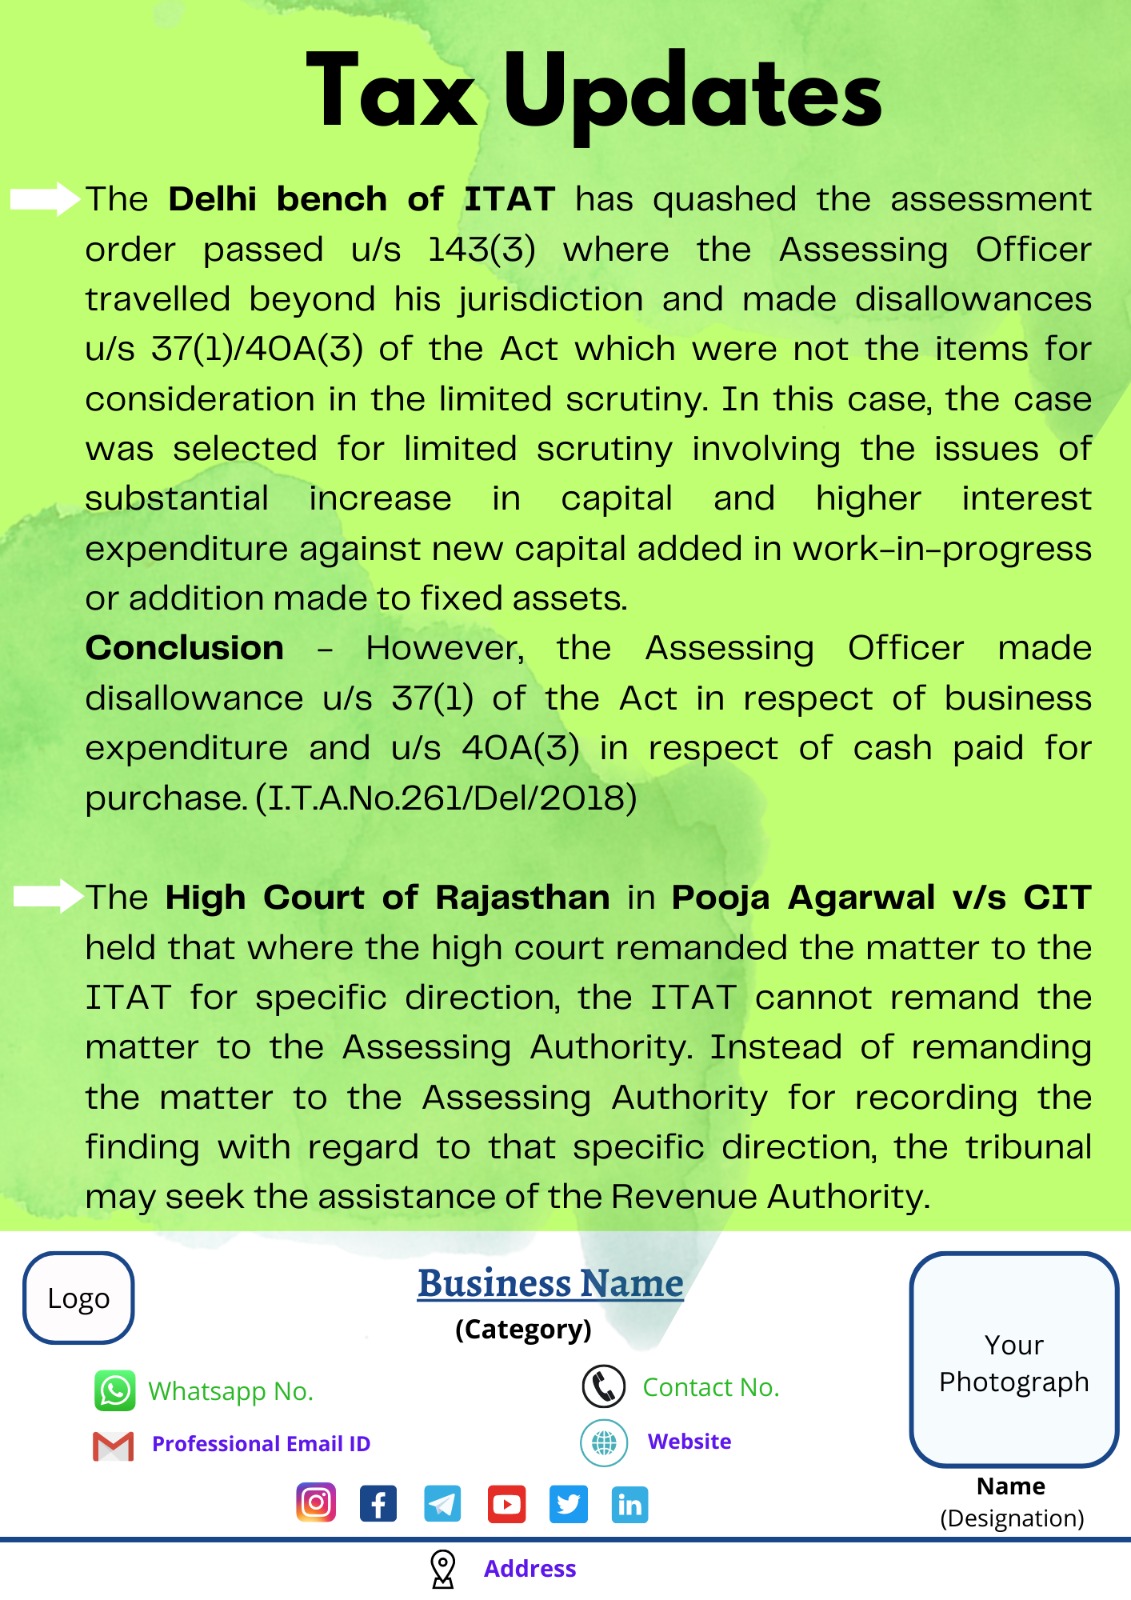 Tax Updates
The Delhi bench of ITAT has quashed the assessment
order passed u/s 143(3) where the Assessing Officer
travelled beyond his jurisdiction and made disallowances
u/s 37(1)/40A(3) of the Act which were not the items for
consideration in the limited scrutiny. In this case, the case
was selected for limited scrutiny involving the issues of
substantial increase in capital and higher interest
expenditure against new capital added in work-in-progress
or addition made to fixed assets.
Conclusion - However, the Assessing Officer made
disallowance u/s 37(1) of the Act in respect of business
expenditure and u/s 40A(3) in respect of cash paid for
purchase. (I.T.A.No.261/Del/2018)
The High Court of Rajasthan in Pooja Agarwal v/s CIT
held that where the high court remanded the matter to the
ITAT for specific direction, the ITAT cannot remand the
matter to the Assessing Authority. Instead of remanding
the matter to the Assessing Authority for recording the
finding with regard to that specific direction, the tribunal
may seek the assistance of the Revenue Authority.
Logo
Business Name
(Category)
Whatsapp No.
Contact No.
Professional Email ID
Website
Your
Photograph
Name
(Designation)
Address